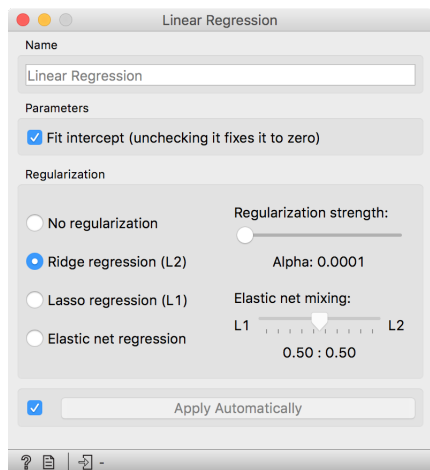 Linear Regression
Name
Linear Regression
Parameters
Fit intercept (unchecking it fixes it to zero)
Regularization
No regularization
Ridge regression (L2)
Lasso regression (L1)
Elastic net regression
Regularization strength:
Alpha: 0.0001
Elastic net mixing:
L1 L2
0.50 : 0.50
Apply Automatically
? -